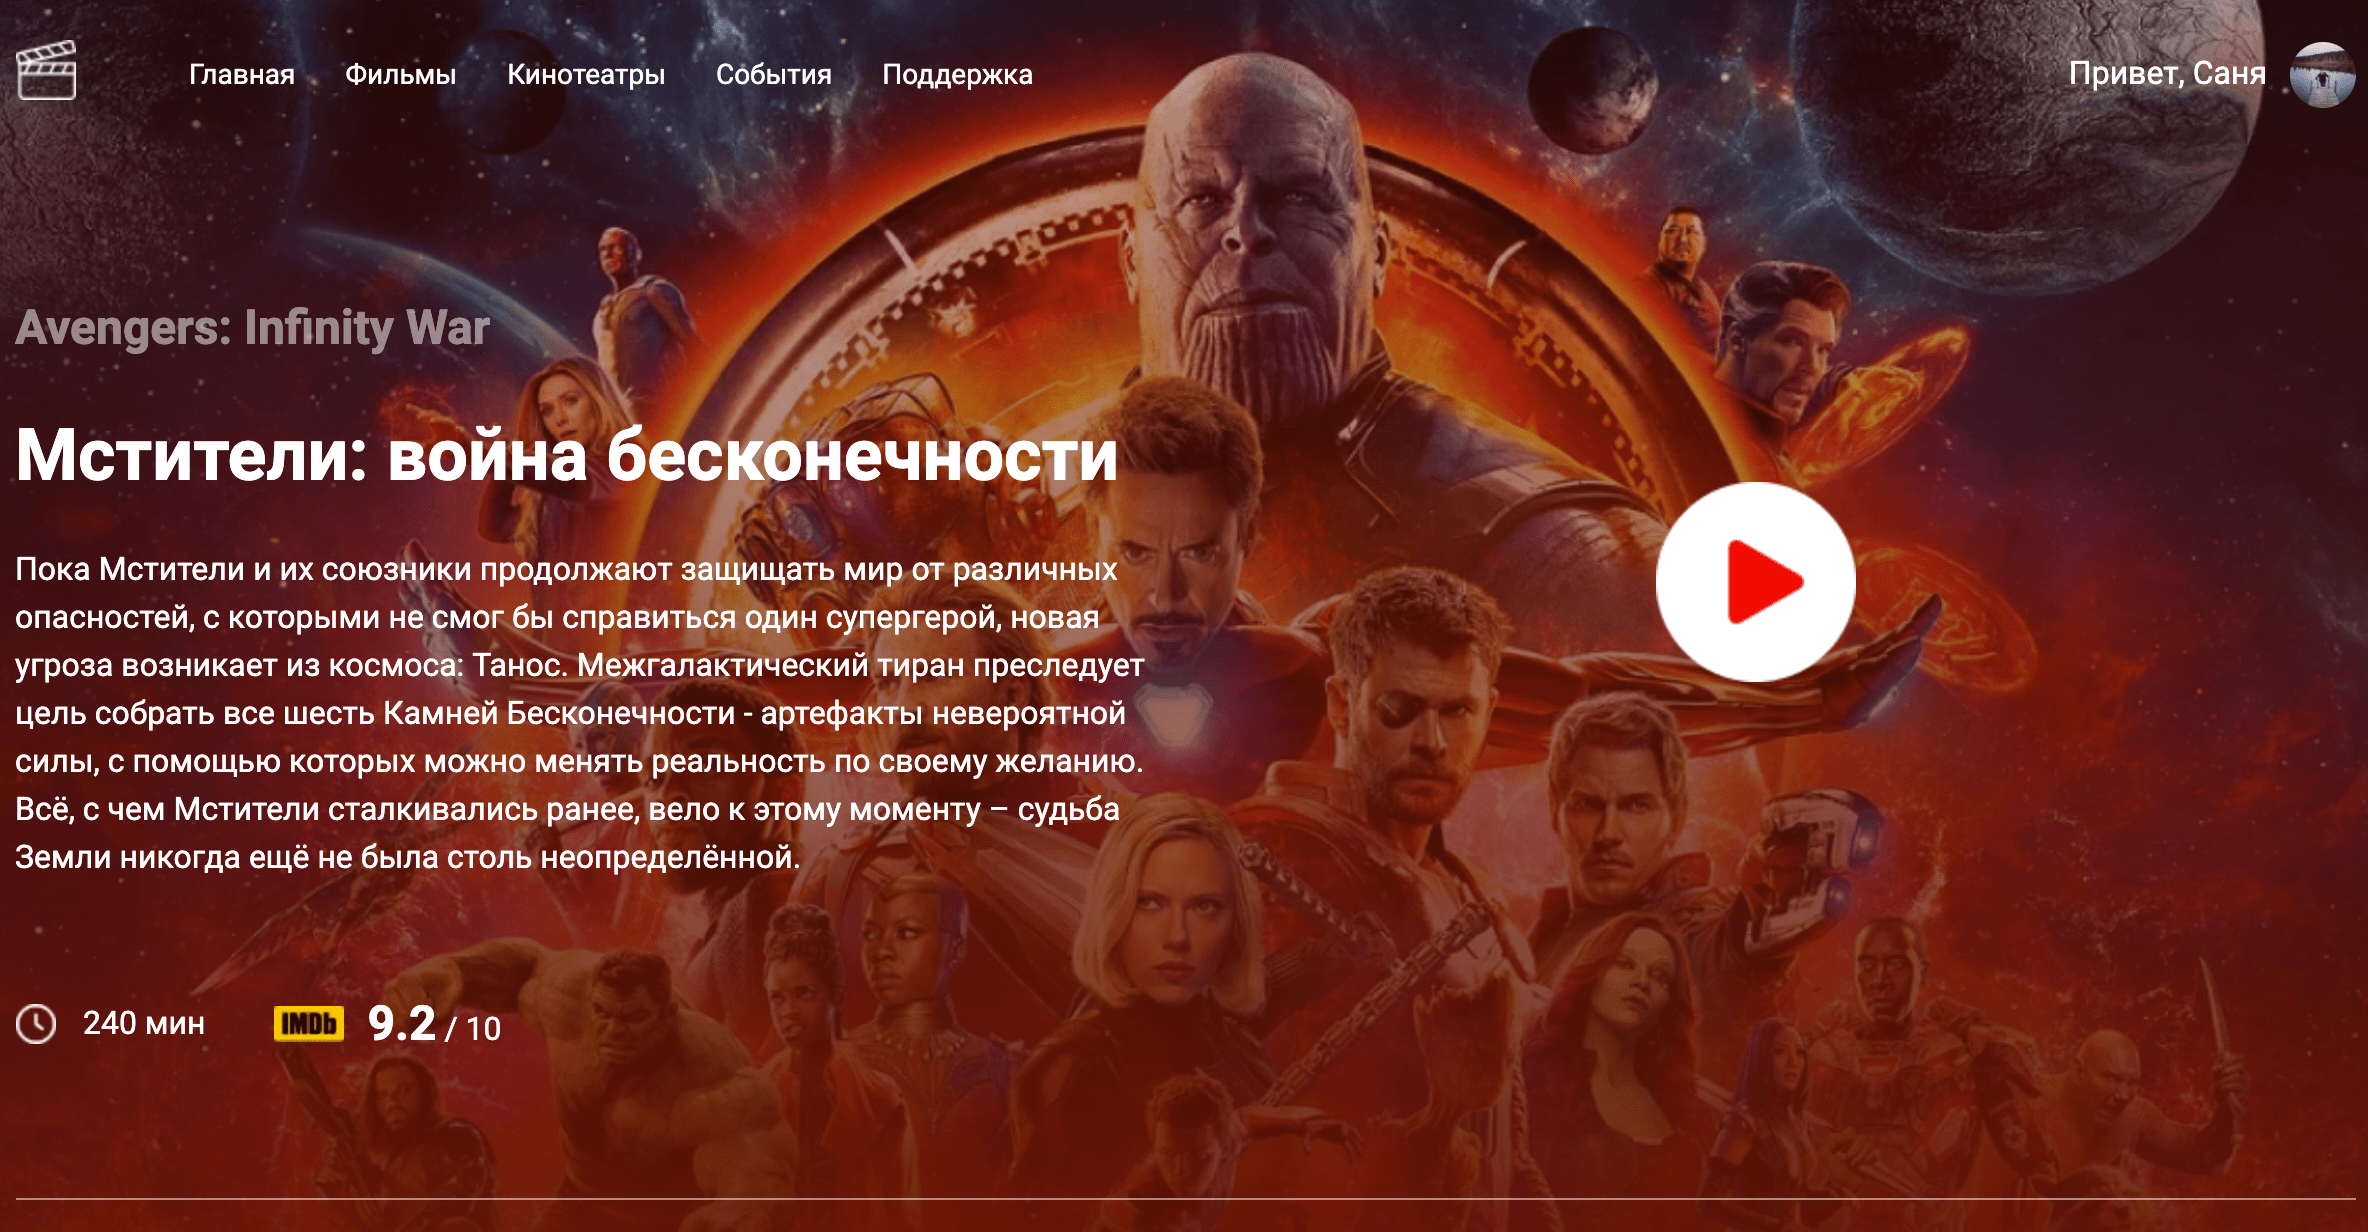 Главная Фильмы Кинотеатры События Поддержка Привет, Саня
Avengers: Infinity War
Мстители: война бесконечности
Пока Мстители и их союзники продолжают защищать мир от различных
опасностей, с которыми не смог бы справиться один супергерой, новая
угроза возникает из космоса: Танос. Межгалактический тиран преследует
цель собрать все шесть Камней Бесконечности - артефакты невероятной
силы, с помощью которых можно менять реальность по своему желанию.
Всё, с чем Мстители сталкивались ранее, вело к этому моменту – судьба
Земли никогда ещё не была столь неопределённой.
240 мин IMDb 9.2 / 10